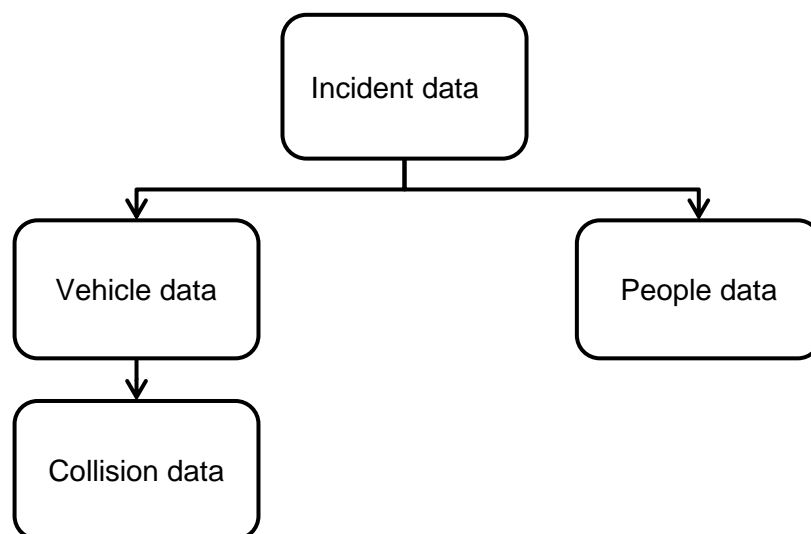 Incident data
Vehicle data
People data
Collision data